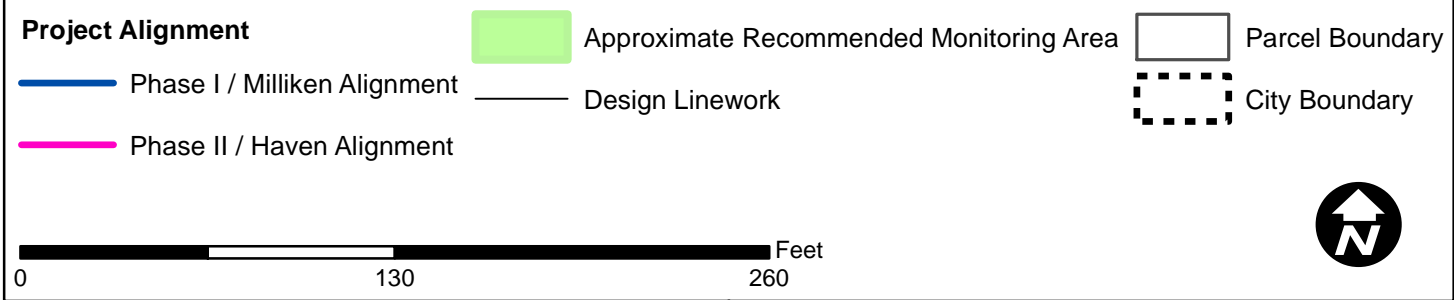 Project Alignment
Phase I / Milliken Alignment
Phase II / Haven Alignment
Approximate Recommended Monitoring Area
Design Linework
Parcel Boundary
City Boundary
Feet
0 130 260
N